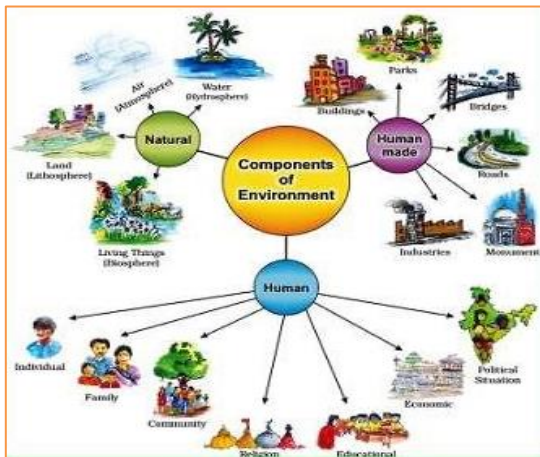 Air
(Atmosphere)
Water
(Hydrosphere)
Land
(Lithosphere)
Living Things
(Biosphere)
Natural
Components
of
Environment
Parks
Buildings
Bridges
Human
made
Roads
Industries
Monument
Human
Individual
Family
Community
Religion
Educational
Economic
Political
Situation